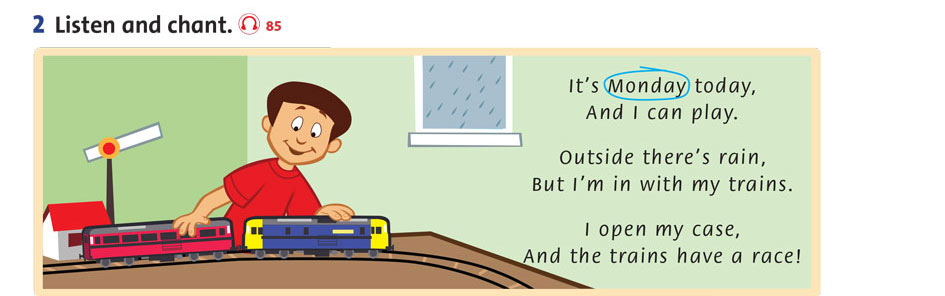 2 Listen and chant. 85
It's Monday today,
And I can play.
Outside there's rain,
But I'm in with my trains.
I open my case,
And the trains have a race!